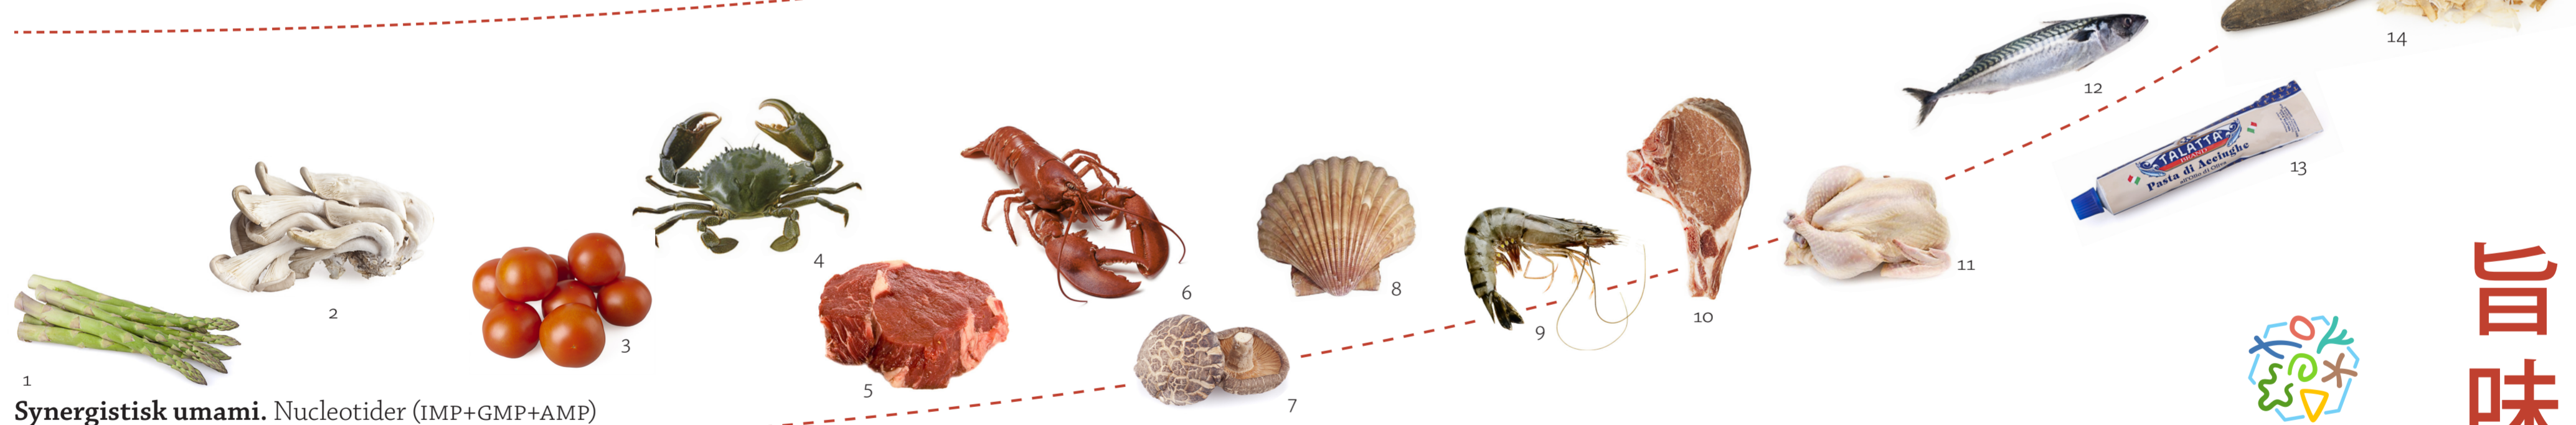 14
12
TALATTA
BRAND
Pasta di Acciughe
13
4
11
6
8
2
10
9
3
1
5
7
Synergistisk umami. Nucleotider (IMP+GMP+AMP)
旨
味